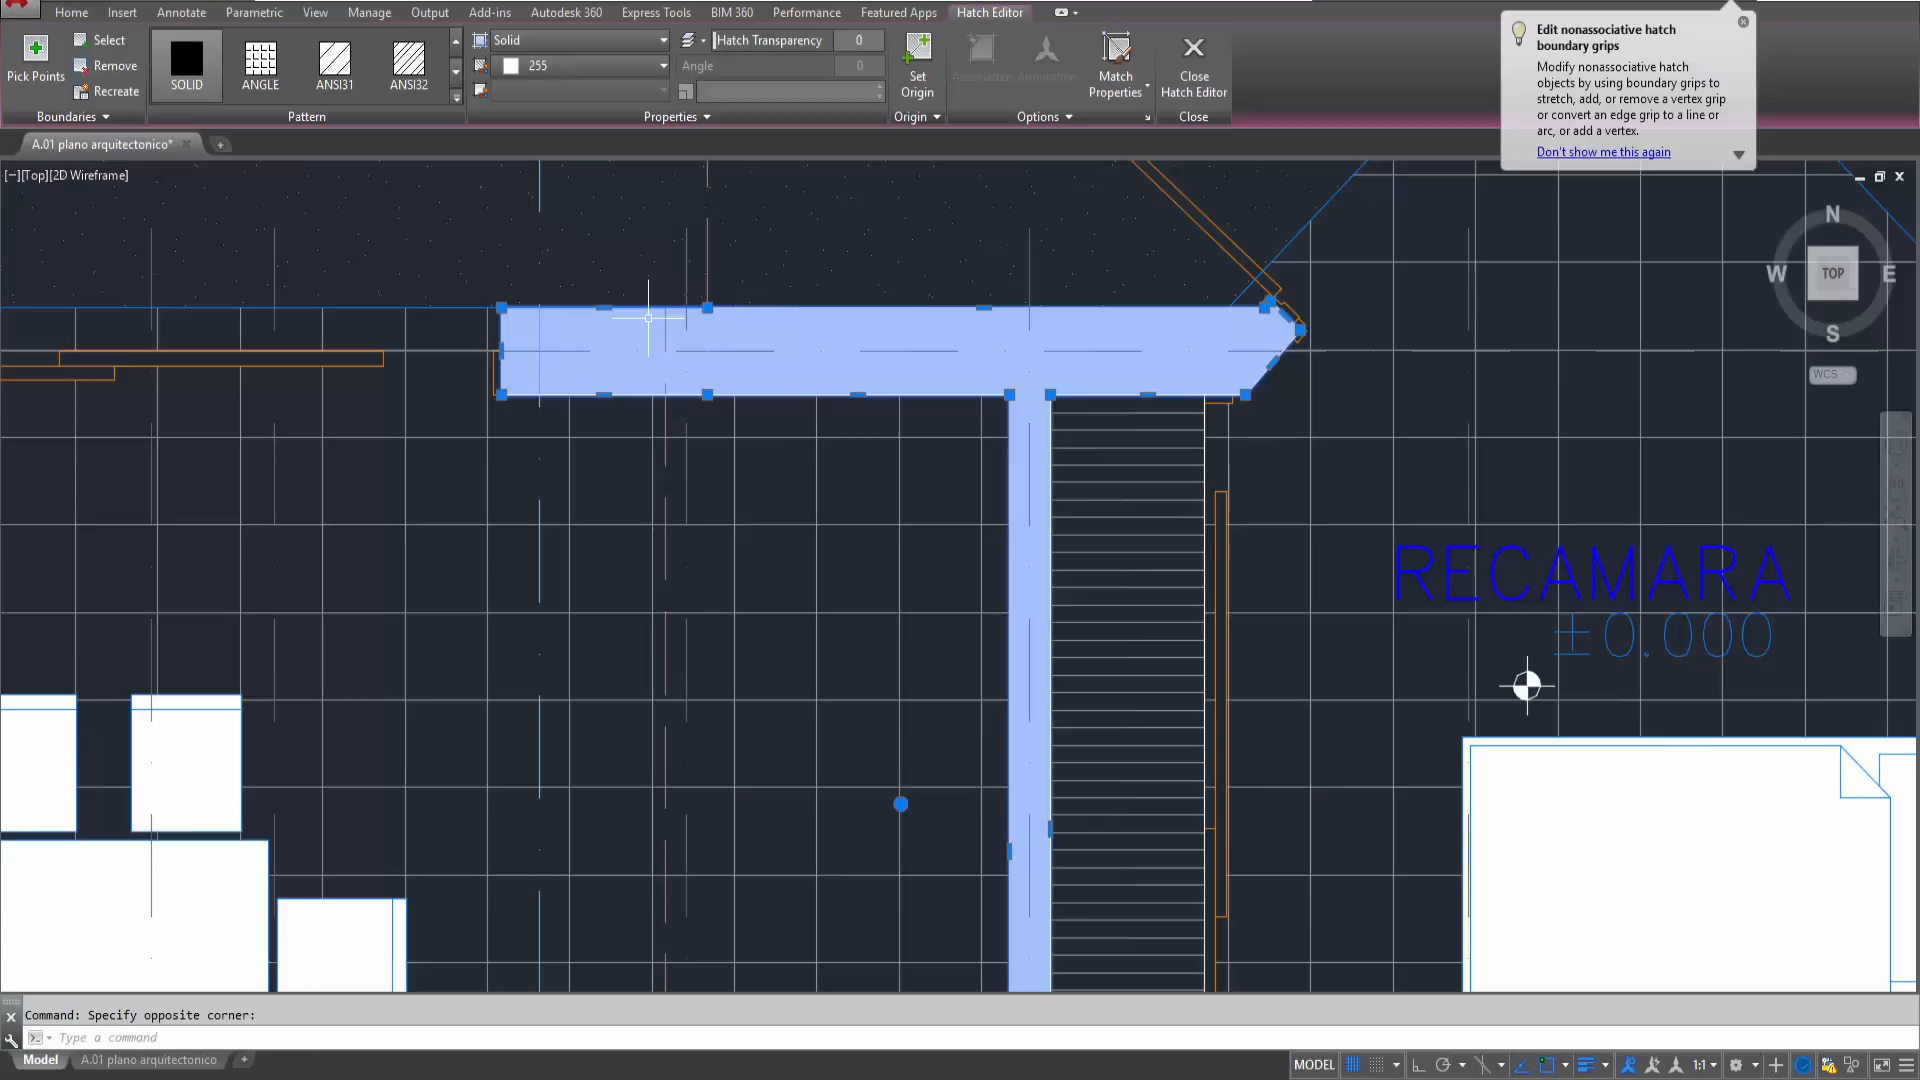 Home Insert Annotate Parametric View Manage Output Add-ins Autodesk 360 Express Tools BIM 360 Performance Featured Apps Hatch Editor
Pick Points
Select
Remove
Recreate
Boundaries
SOLID
ANGLE
ANSI31
ANSI32
Pattern
Solid
255
Hatch Transparency 0
Angle 0
Properties
Set
Origin
Origin
Associative
Annotative
Match
Properties
Options
Close
Hatch Editor
Close
Edit nonassociative hatch
boundary grips
Modify nonassociative hatch
objects by using boundary grips to
stretch, add, or remove a vertex grip
or convert an edge grip to a line or
arc, or add a vertex.
Don't show me this again
A.01 plano arquitectonico*
[−][Top][2D Wireframe]
N
W TOP E
S
WCS
RECAMARA
±0.000
Command: Specify opposite corner:
Type a command
Model A.01 plano arquitectonico
MODEL 1:1